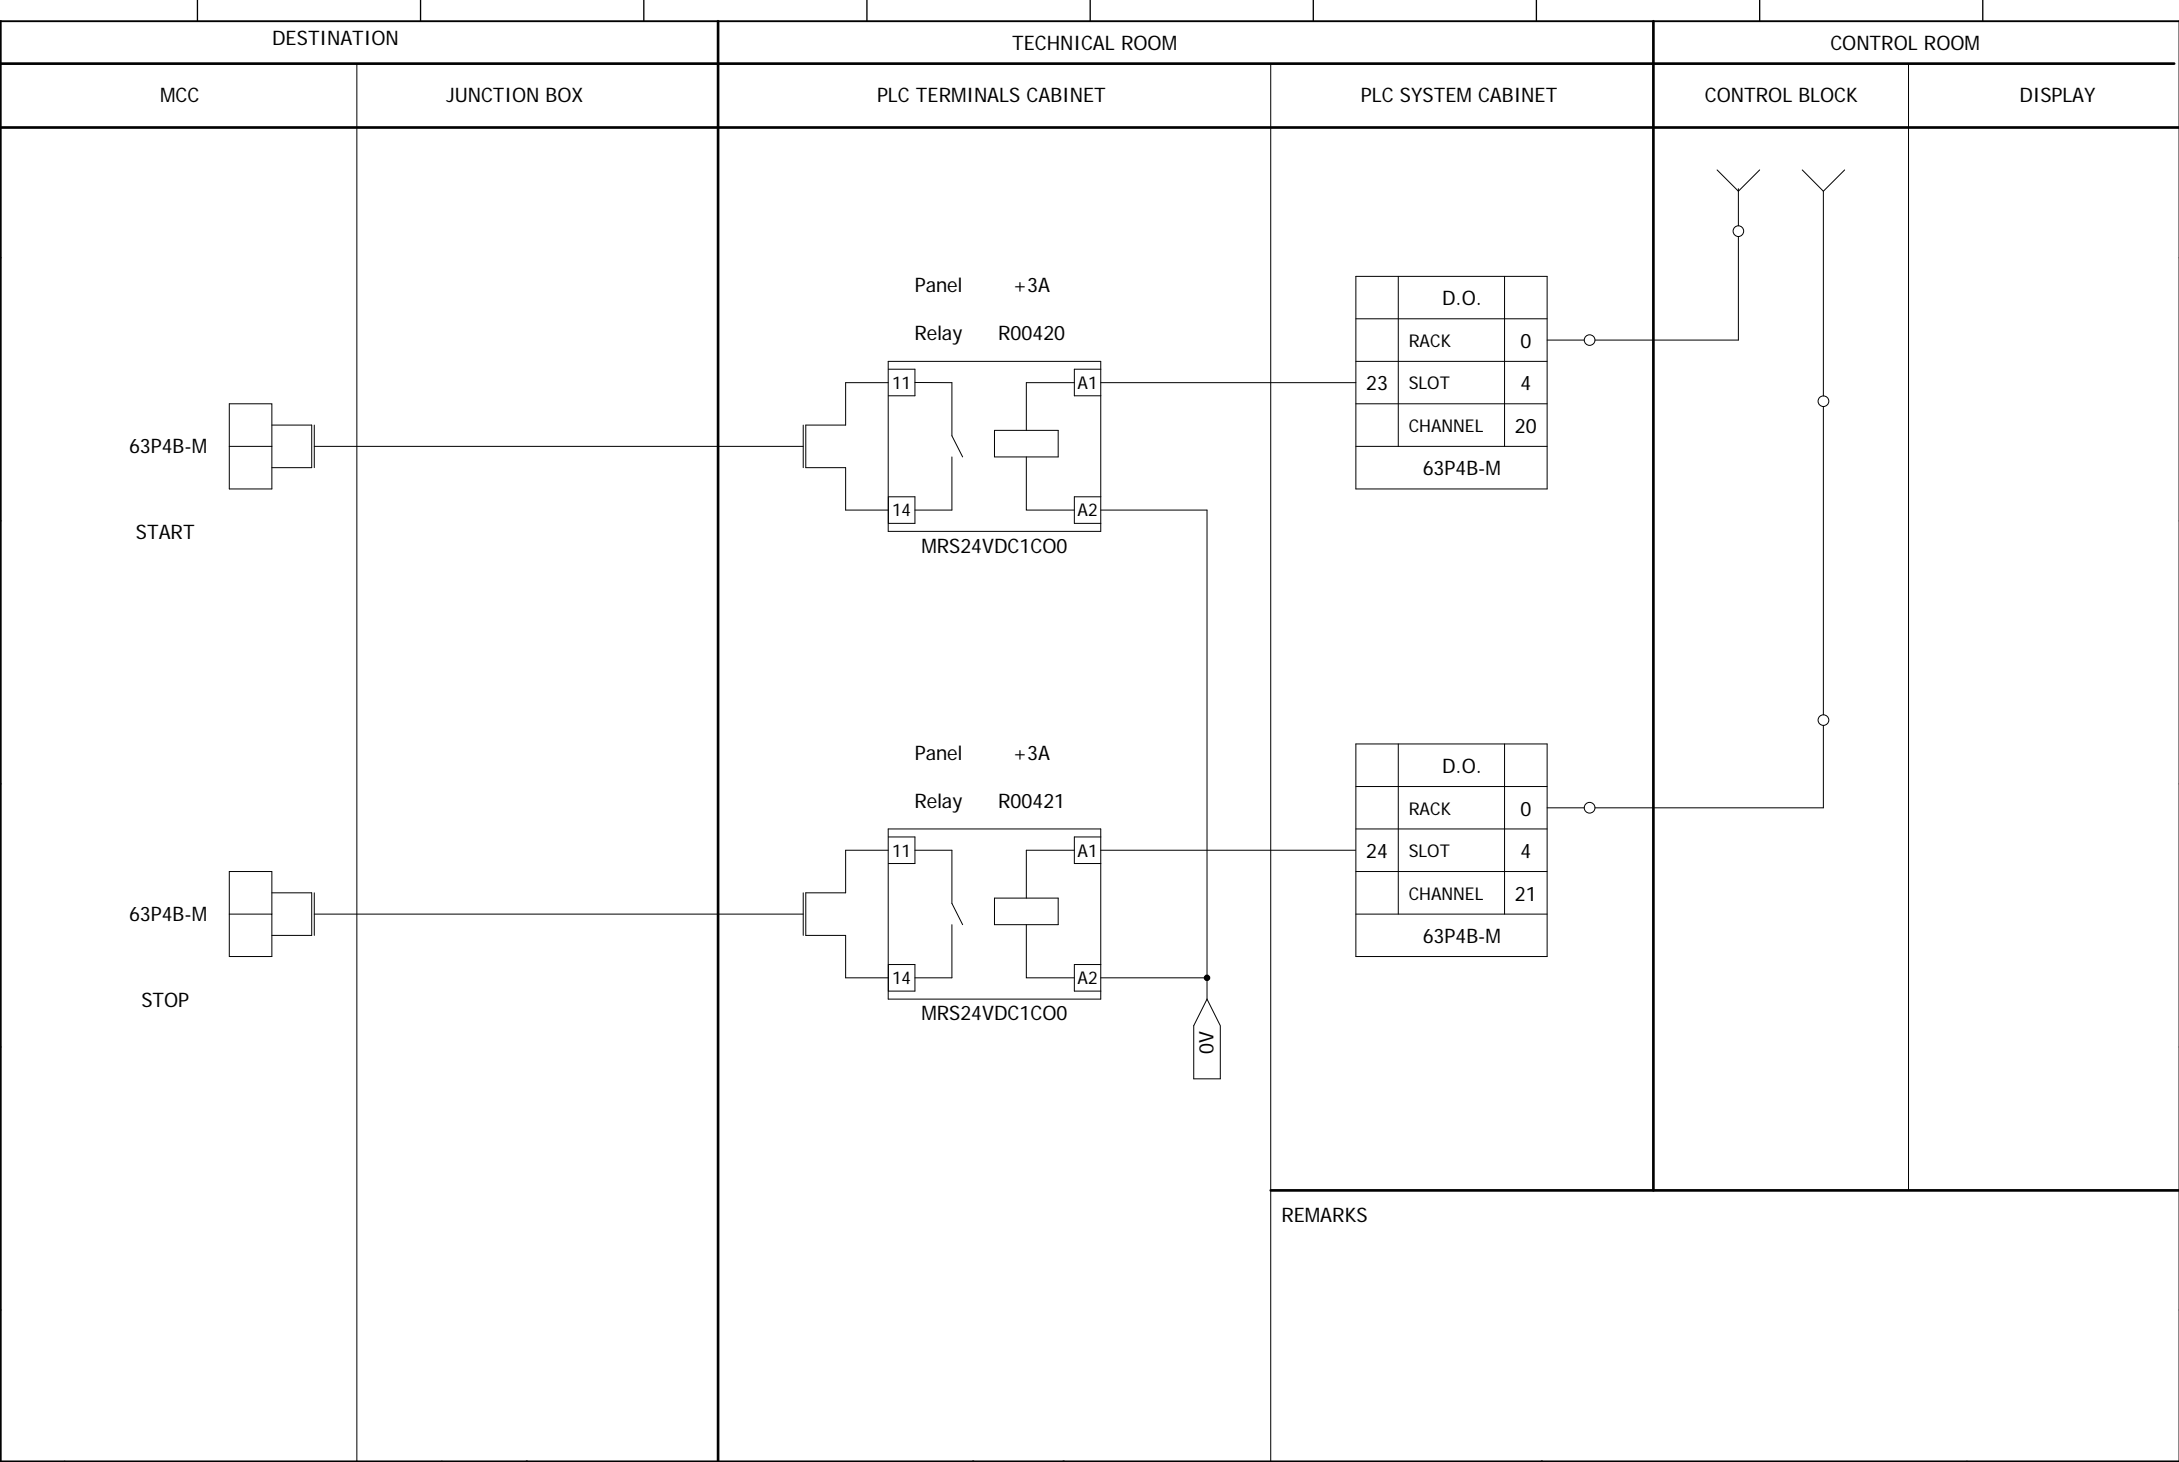 DESTINATION
TECHNICAL ROOM
CONTROL ROOM
MCC
JUNCTION BOX
PLC TERMINALS CABINET
PLC SYSTEM CABINET
CONTROL BLOCK
DISPLAY
Panel +3A
Relay R00420
11
A1
14
A2
MRS24VDC1CO0
63P4B-M
START
D.O.
RACK 0
23 SLOT 4
CHANNEL 20
63P4B-M
Panel +3A
Relay R00421
11
A1
14
A2
MRS24VDC1CO0
63P4B-M
STOP
D.O.
RACK 0
24 SLOT 4
CHANNEL 21
63P4B-M
0V
REMARKS